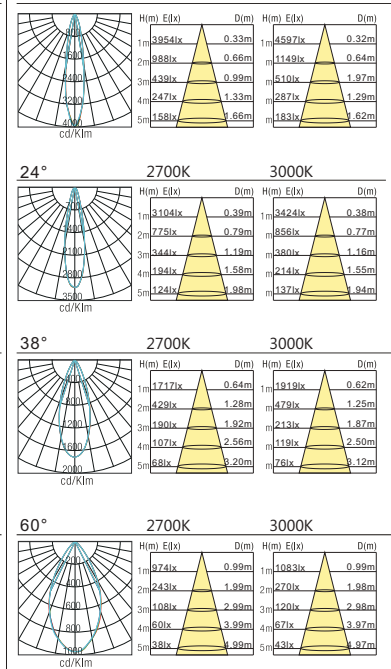 H(m) E(lx) D(m) H(m) E(lx) D(m)
800
1600
2400
3200
4000
cd/Klm
1m 3954lx 0.33m m 4597lx 0.32m
2m 988lx 0.66m m 1149lx 0.64m
3m 439lx 0.99m m 510lx 1.97m
4m 247lx 1.33m m 287lx 1.29m
5m 158lx 1.66m m 183lx 1.62m
24° 2700K 3000K
H(m) E(lx) D(m) H(m) E(lx) D(m)
700
1400
2100
2800
3500
cd/Klm
1m 3104lx 0.39m m 3424lx 0.38m
2m 775lx 0.79m m 856lx 0.77m
3m 344lx 1.19m m 380lx 1.16m
4m 194lx 1.58m m 214lx 1.55m
5m 124lx 1.98m m 137lx 1.94m
38° 2700K 3000K
H(m) E(lx) D(m) H(m) E(lx) D(m)
400
800
1200
1600
2000
cd/Klm
1m 1717lx 0.64m m 1919lx 0.62m
2m 429lx 1.28m m 479lx 1.25m
3m 190lx 1.92m m 213lx 1.87m
4m 107lx 2.56m m 119lx 2.50m
5m 68lx 3.20m m 76lx 3.12m
60° 2700K 3000K
H(m) E(lx) D(m) H(m) E(lx) D(m)
200
400
600
800
1000
cd/Klm
1m 974lx 0.99m m 1083lx 0.99m
2m 243lx 1.99m m 270lx 1.98m
3m 108lx 2.99m m 120lx 2.98m
4m 60lx 3.99m m 67lx 3.97m
5m 38lx 4.99m m 43lx 4.97m